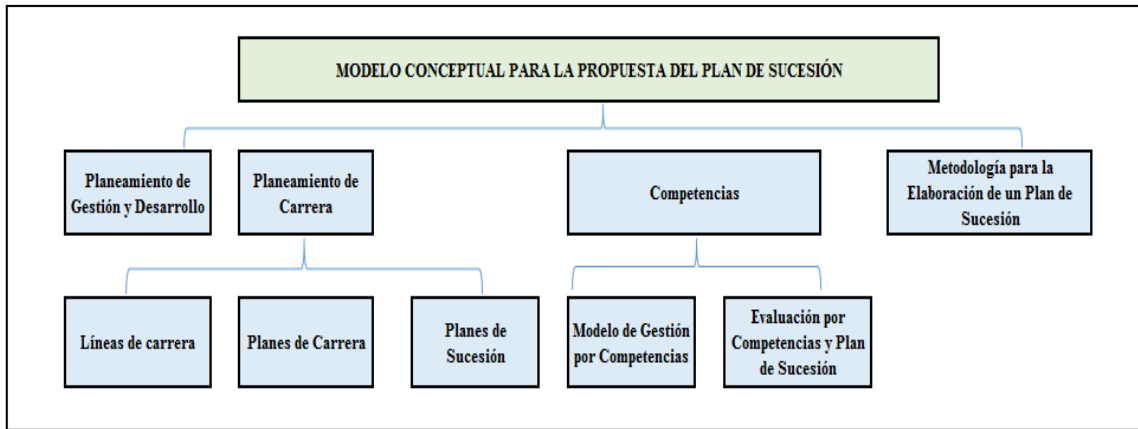 MODELO CONCEPTUAL PARA LA PROPUESTA DEL PLAN DE SUCESIÓN
Planeamiento de
Gestión y Desarrollo
Planeamiento de
Carrera
Competencias
Metodología para la
Elaboración de un Plan de
Sucesión
Líneas de carrera
Planes de Carrera
Planes de
Sucesión
Modelo de Gestión
por Competencias
Evaluación por
Competencias y Plan
de Sucesión